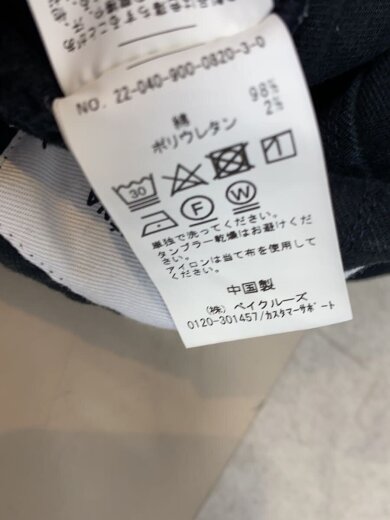 NO. 22-040-900-0820-3-0
綿 98%
ポリウレタン 2%
30
F W
単独で洗ってください。
タンブラー乾燥はお避けください。
アイロンは当て布を使用して
ください。
中国製
(株) ベイクルーズ
0120-301457/カスタマーサポート